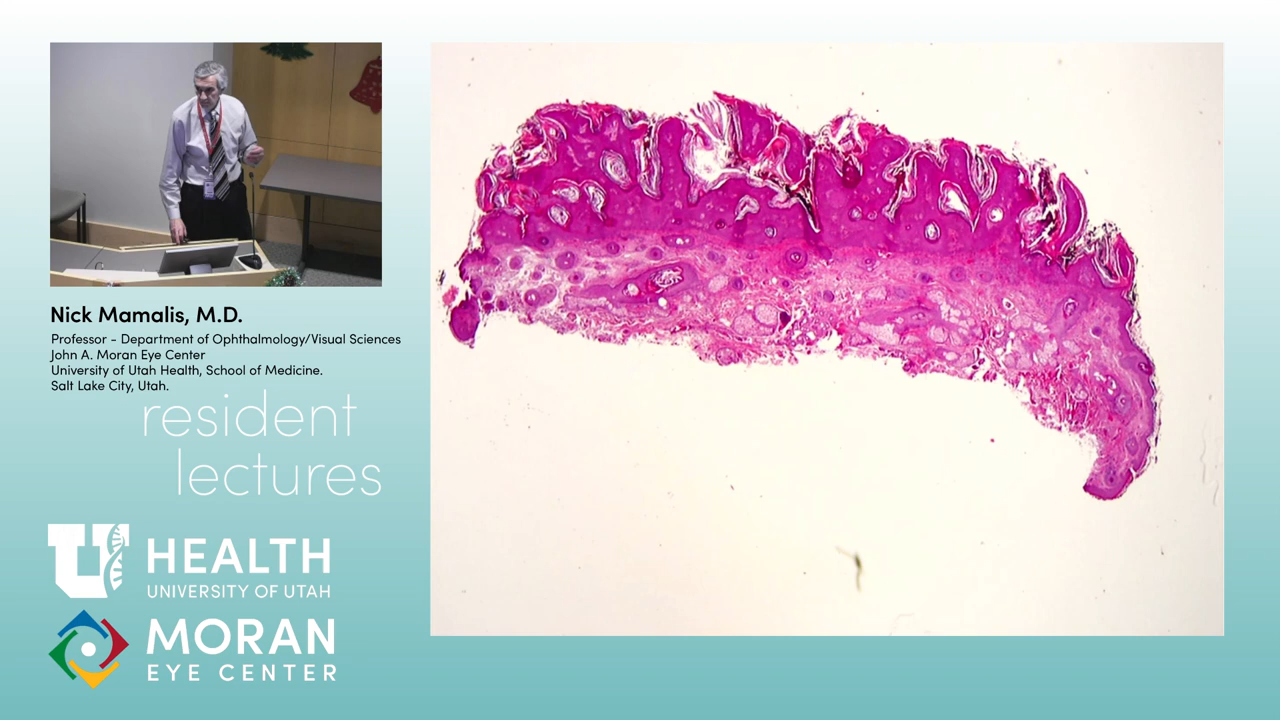 Nick Mamalis, M.D.
Professor - Department of Ophthalmology/Visual Sciences
John A. Moran Eye Center
University of Utah Health, School of Medicine.
Salt Lake City, Utah.
resident
lectures
U HEALTH
UNIVERSITY OF UTAH
MORAN
EYE CENTER